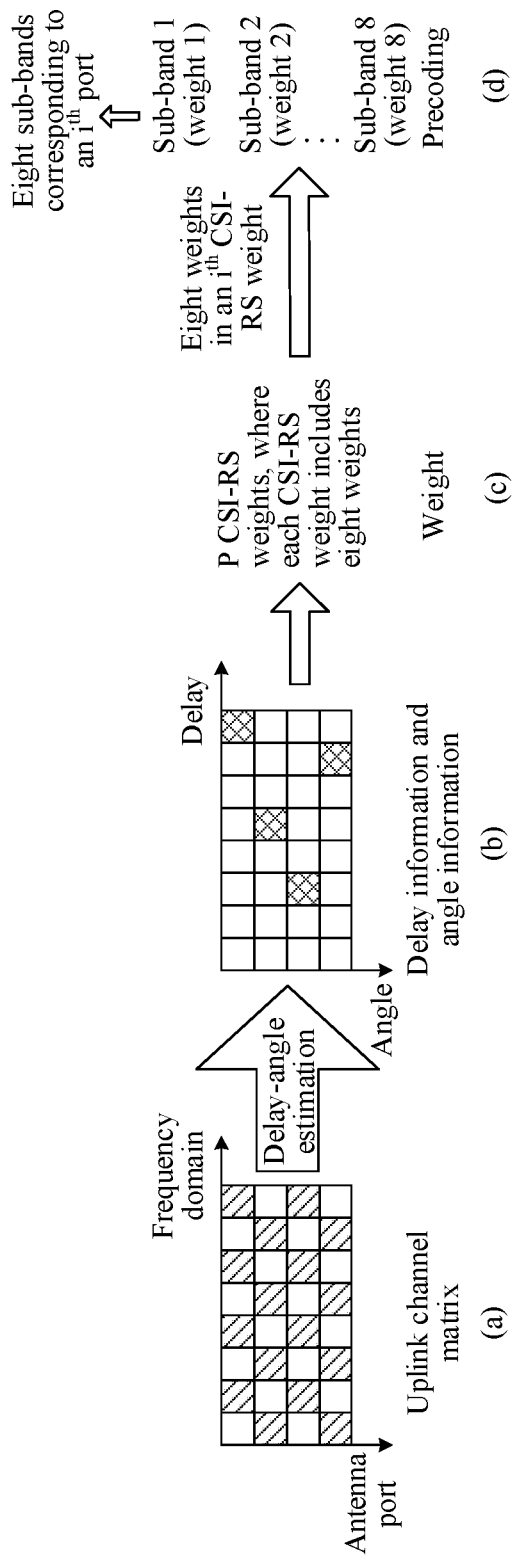 Frequency
domain
Antenna
port
Uplink channel
matrix
(a)
Delay-angle
estimation
Delay
Angle
Delay information and
angle information
(b)
P CSI-RS
weights, where
each CSI-RS
weight includes
eight weights
Weight
(c)
Eight weights
in an ith CSI-
RS weight
Eight sub-bands
corresponding to
an ith port
Sub-band 1
(weight 1)
Sub-band 2
(weight 2)
...
Sub-band 8
(weight 8)
Precoding
(d)